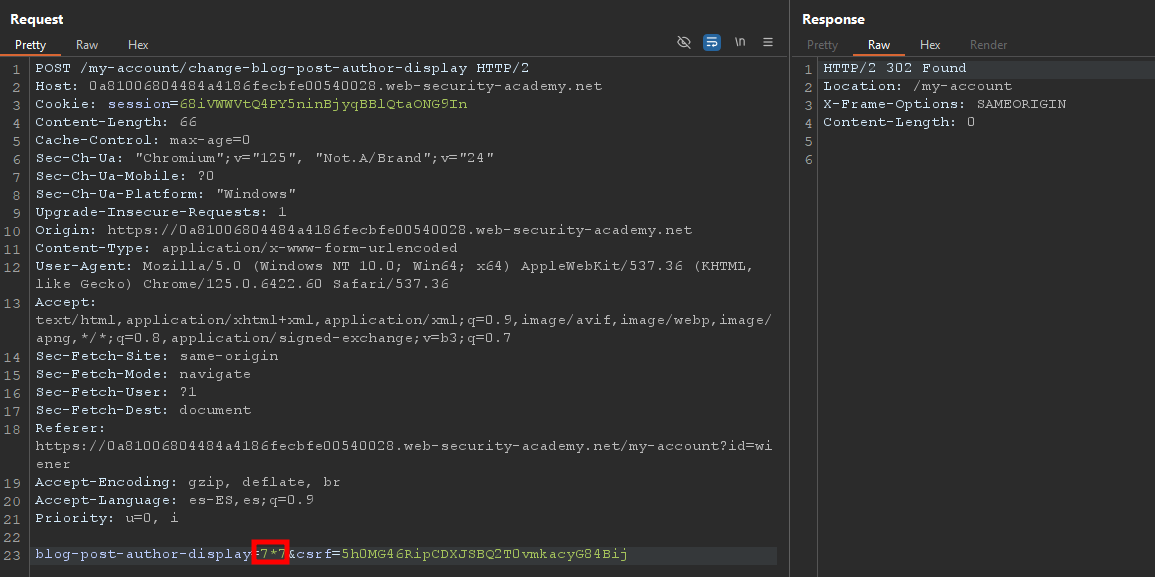 Request
Pretty Raw Hex
\n
1 POST /my-account/change-blog-post-author-display HTTP/2
2 Host: 0a81006804484a4186fecbfe00540028.web-security-academy.net
3 Cookie: session=68iVWWVtQ4PY5ninBjyqBBlQtaONG9In
4 Content-Length: 66
5 Cache-Control: max-age=0
6 Sec-Ch-Ua: "Chromium";v="125", "Not.A/Brand";v="24"
7 Sec-Ch-Ua-Mobile: ?0
8 Sec-Ch-Ua-Platform: "Windows"
9 Upgrade-Insecure-Requests: 1
10 Origin: https://0a81006804484a4186fecbfe00540028.web-security-academy.net
11 Content-Type: application/x-www-form-urlencoded
12 User-Agent: Mozilla/5.0 (Windows NT 10.0; Win64; x64) AppleWebKit/537.36 (KHTML,
like Gecko) Chrome/125.0.6422.60 Safari/537.36
13 Accept:
text/html,application/xhtml+xml,application/xml;q=0.9,image/avif,image/webp,image/
apng,*/*;q=0.8,application/signed-exchange;v=b3;q=0.7
14 Sec-Fetch-Site: same-origin
15 Sec-Fetch-Mode: navigate
16 Sec-Fetch-User: ?1
17 Sec-Fetch-Dest: document
18 Referer:
https://0a81006804484a4186fecbfe00540028.web-security-academy.net/my-account?id=wi
ener
19 Accept-Encoding: gzip, deflate, br
20 Accept-Language: es-ES,es;q=0.9
21 Priority: u=0, i
22
23 blog-post-author-display=7*7&csrf=5h0MG46RipCDXJSBQ2T0vmkacyG84Bij
Response
Pretty Raw Hex Render
1 HTTP/2 302 Found
2 Location: /my-account
3 X-Frame-Options: SAMEORIGIN
4 Content-Length: 0
5
6